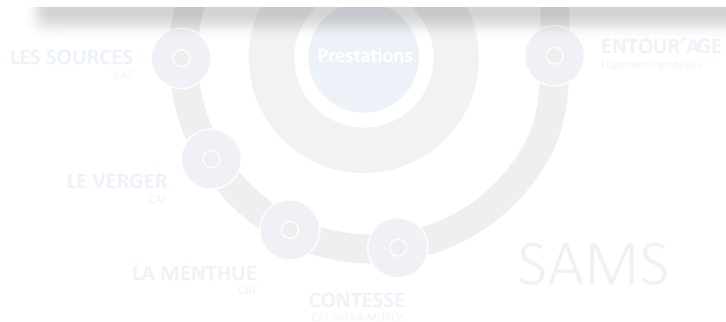 LES SOURCES
CAT
Prestations
ENTOUR'AGE
Logements protégés
LE VERGER
CAT
LA MENTHUE
CAT
SAMS
CONTESSE
CAT INTRA-MUROS